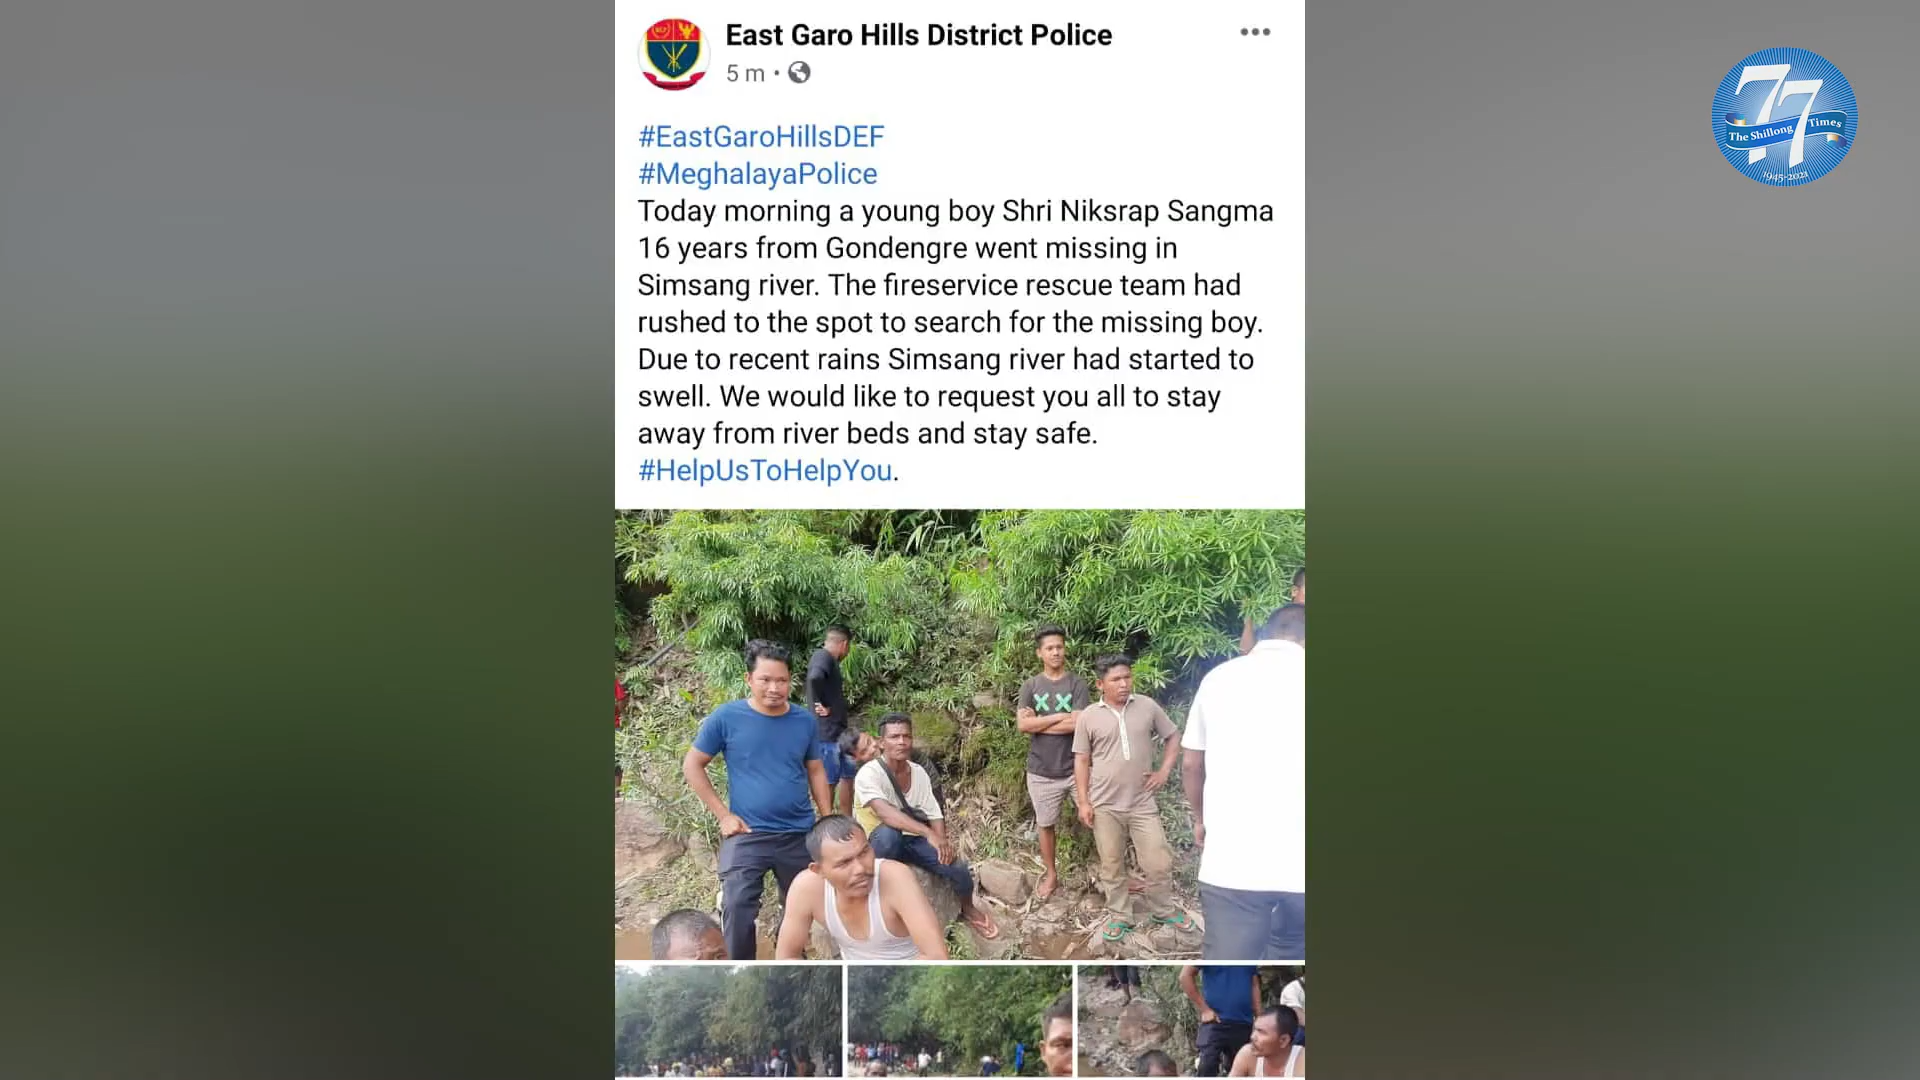 East Garo Hills District Police
5 m
#EastGaroHillsDEF
#MeghalayaPolice
Today morning a young boy Shri Niksrap Sangma
16 years from Gondengre went missing in
Simsang river. The fireservice rescue team had
rushed to the spot to search for the missing boy.
Due to recent rains Simsang river had started to
swell. We would like to request you all to stay
away from river beds and stay safe.
#HelpUsToHelpYou.
77
The Shillong Times
1945-2021
XX